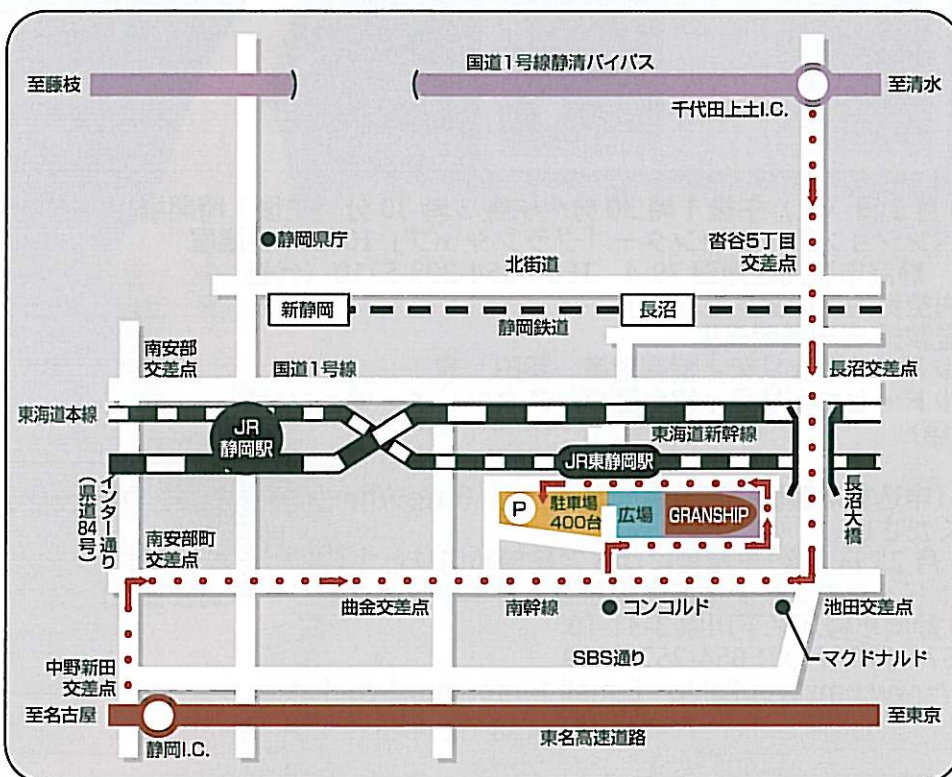 国道1号線静清バイパス
至藤枝
至清水
千代田上土I.C.
静岡県庁
沓谷5丁目
交差点
北街道
新静岡
長沼
静岡鉄道
南安部
交差点
国道1号線
長沼交差点
東海道本線
JR
静岡駅
東海道新幹線
JR東静岡駅
インター通り
(県道84号)
P
駐車場
400台
広場
GRANSHIP
長沼大橋
南安部町
交差点
曲金交差点
南幹線
コンコルド
池田交差点
SBS通り
マクドナルド
中野新田
交差点
至名古屋
至東京
東名高速道路
静岡I.C.